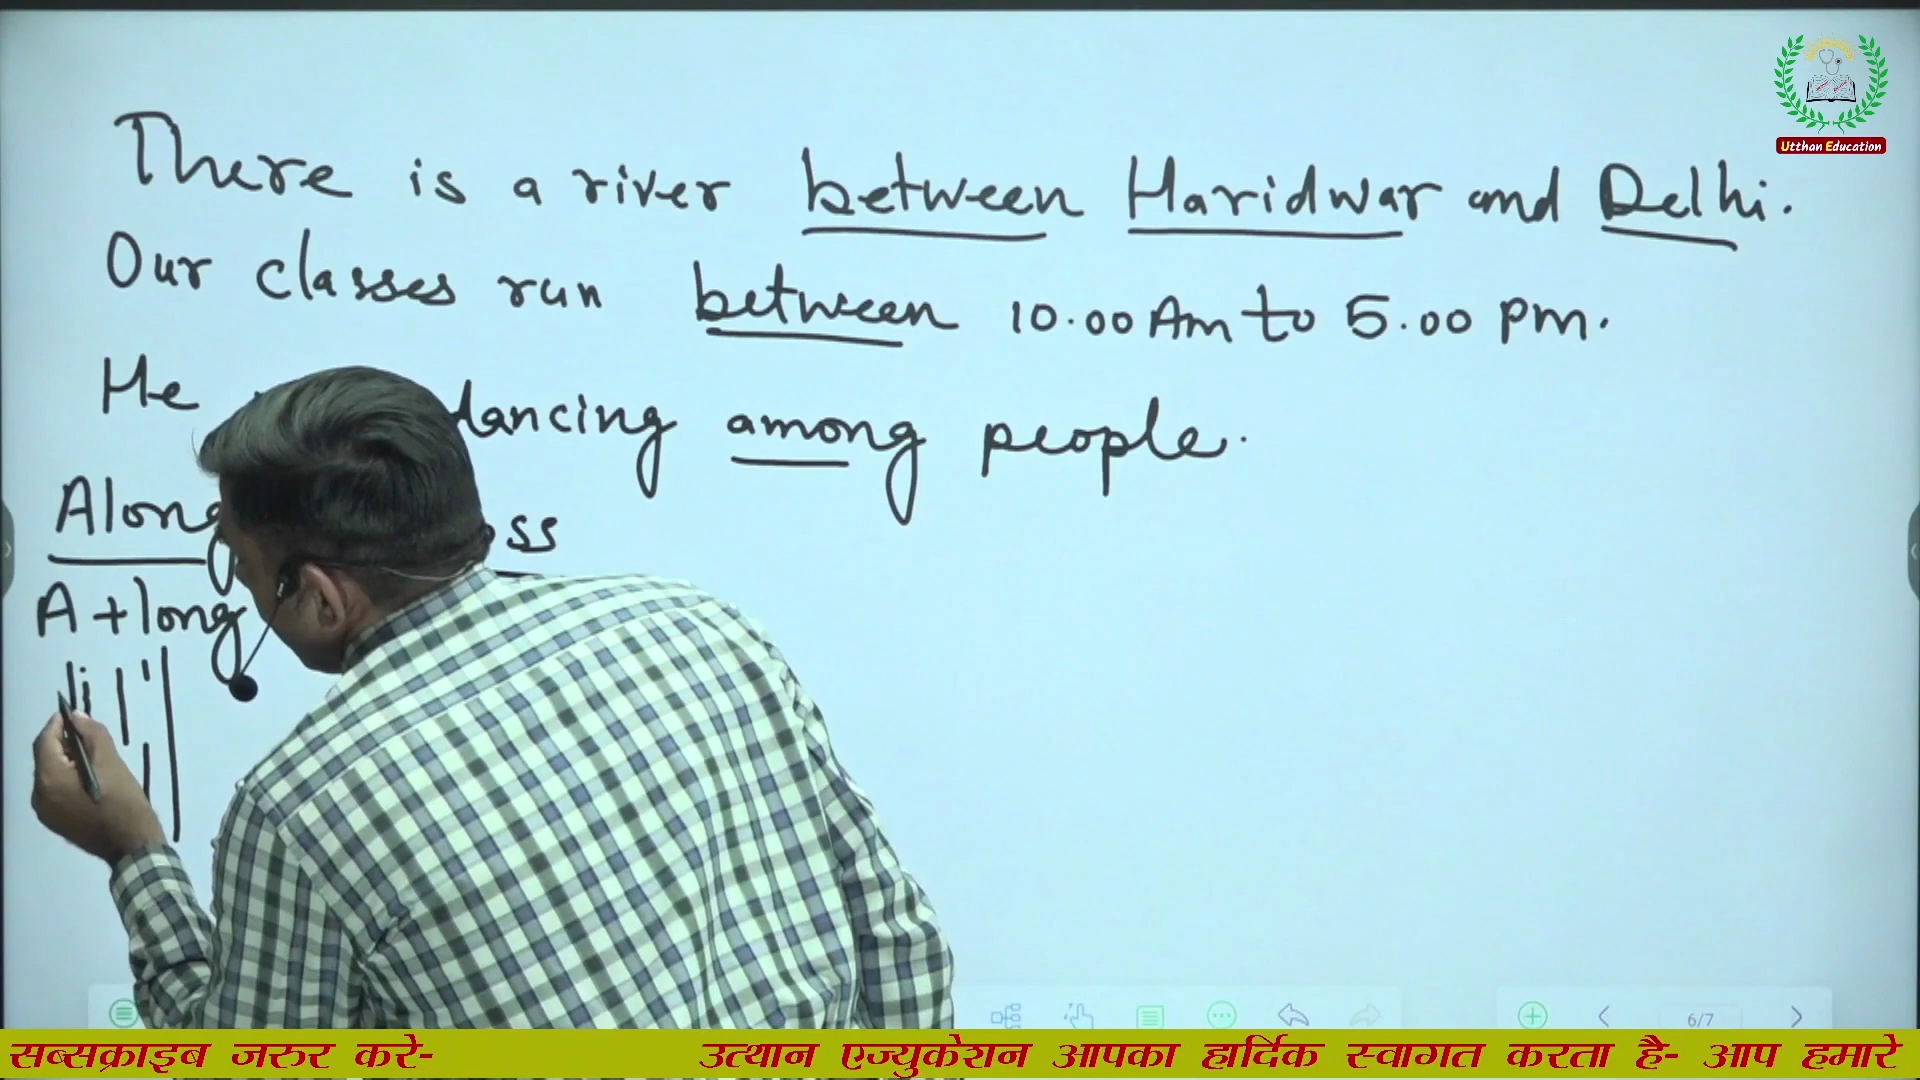 There is a river between Haridwar and Delhi.
Our classes run between 10.00 Am to 5.00 pm.
He dancing among people.
Along ss
A + long
Utthan Education
6/7
सब्सक्राइब जरुर करे- उत्थान एज्युकेशन आपका हार्दिक स्वागत करता है- आप हमारे